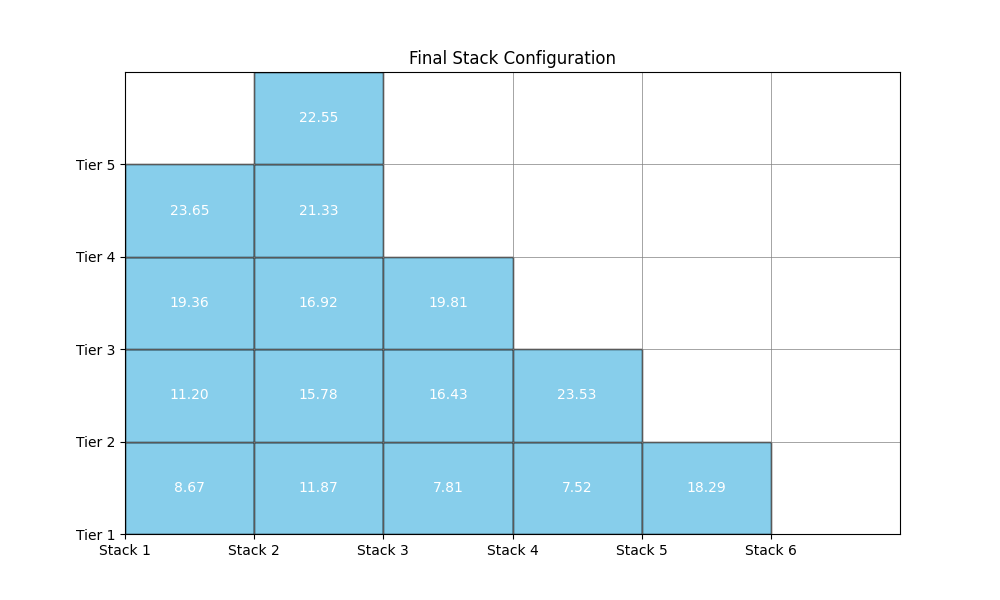 Final Stack Configuration
22.55
Tier 5
23.65 21.33
Tier 4
19.36 16.92 19.81
Tier 3
11.20 15.78 16.43 23.53
Tier 2
8.67 11.87 7.81 7.52 18.29
Tier 1
Stack 1 Stack 2 Stack 3 Stack 4 Stack 5 Stack 6